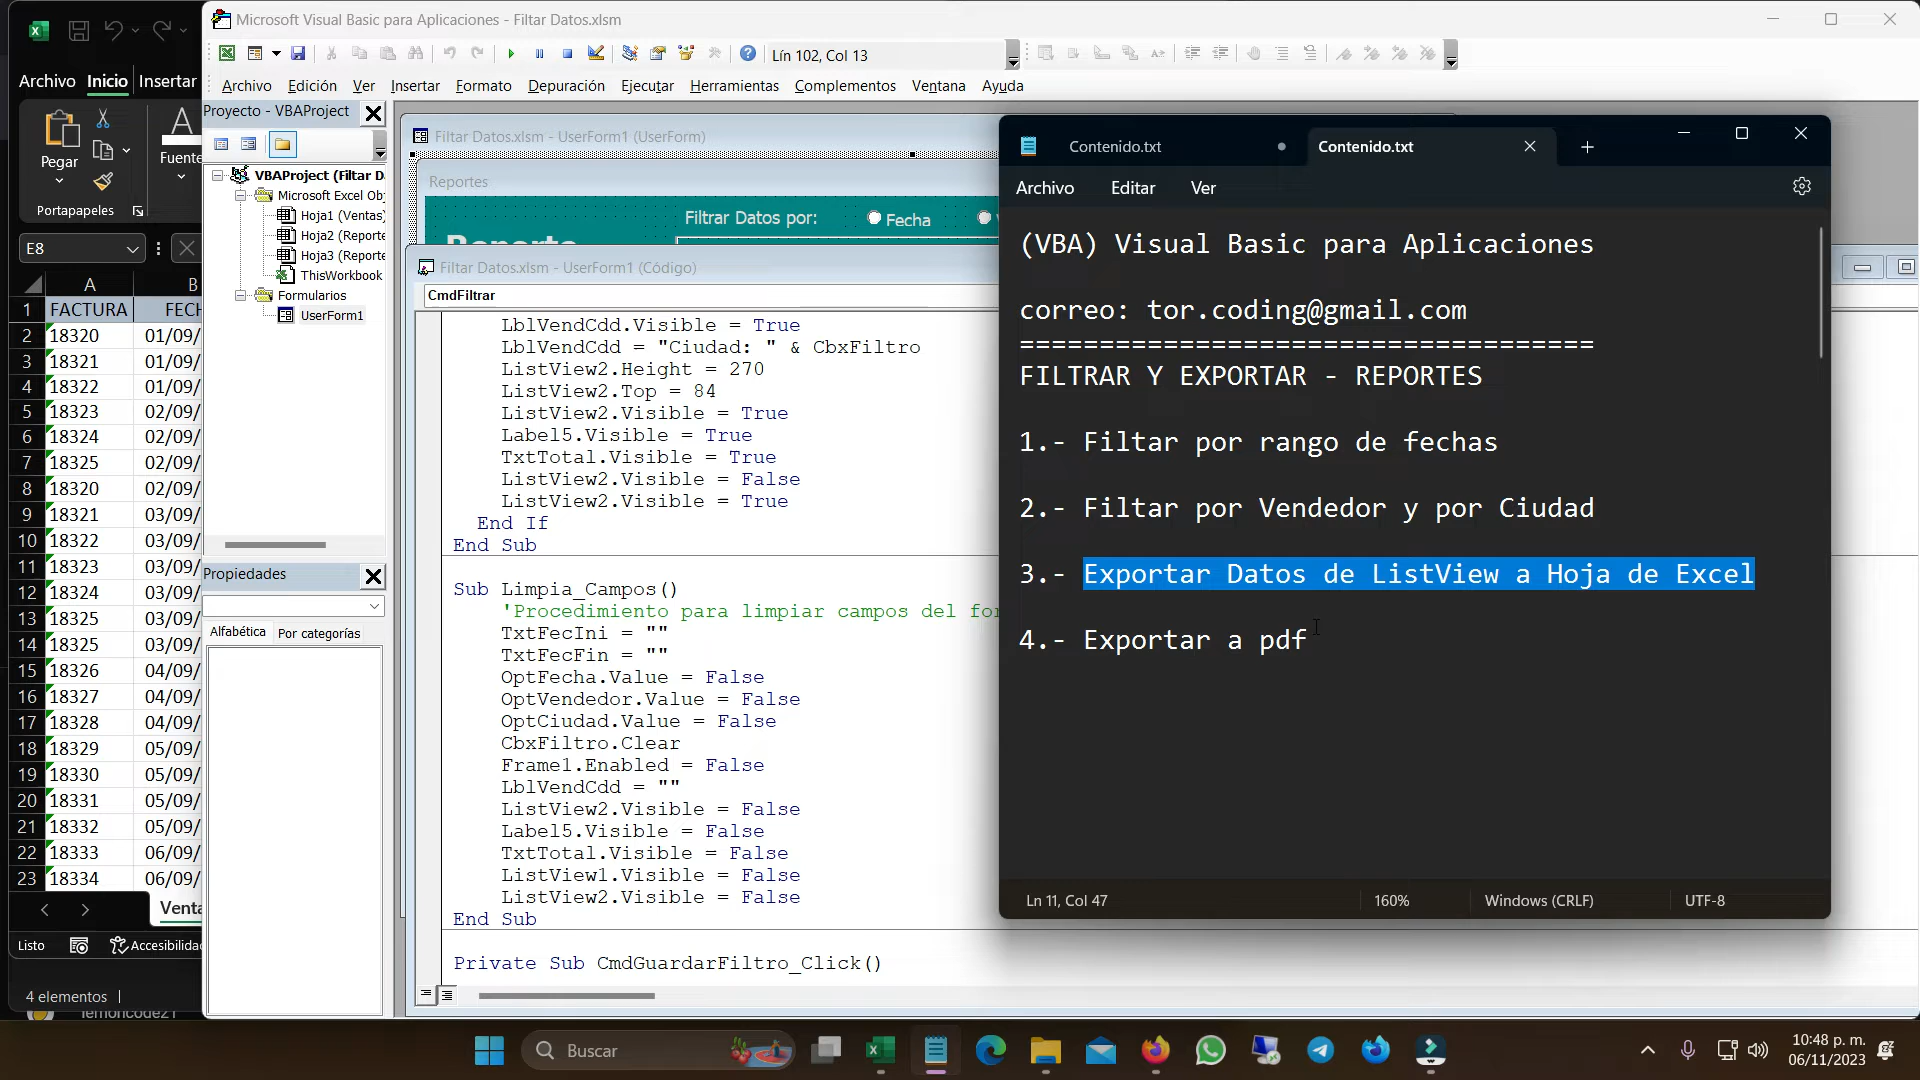 Microsoft Visual Basic para Aplicaciones - Filtar Datos.xlsm
Lín 102, Col 13
Archivo Inicio Insertar
Archivo Edición Ver Insertar Formato Depuración Ejecutar Herramientas Complementos Ventana Ayuda
Pegar
Fuente
Portapapeles
E8
A B
FACTURA FECH
1
2 18320 01/09/
3 18321 01/09/
4 18322 01/09/
5 18323 02/09/
6 18324 02/09/
7 18325 02/09/
8 18320 02/09/
9 18321 03/09/
10 18322 03/09/
11 18323 03/09/
12 18324 03/09/
13 18325 03/09/
14 18325 03/09/
15 18326 04/09/
16 18327 04/09/
17 18328 04/09/
18 18329 05/09/
19 18330 05/09/
20 18331 05/09/
21 18332 05/09/
22 18333 06/09/
23 18334 06/09/
Venta
Listo Accesibilidad
4 elementos
lemoncode21
Proyecto - VBAProject
VBAProject (Filtar D
Microsoft Excel Obj
Hoja1 (Ventas)
Hoja2 (Reporte
Hoja3 (Reporte
ThisWorkbook
Formularios
UserForm1
Propiedades
Alfabética Por categorías
Filtar Datos.xlsm - UserForm1 (UserForm)
Reportes
Filtrar Datos por: Fecha
Reporte
Filtar Datos.xlsm - UserForm1 (Código)
CmdFiltrar
LblVendCdd.Visible = True
LblVendCdd = "Ciudad: " & CbxFiltro
ListView2.Height = 270
ListView2.Top = 84
ListView2.Visible = True
Label5.Visible = True
TxtTotal.Visible = True
ListView2.Visible = False
ListView2.Visible = True
End If
End Sub
Sub Limpia_Campos()
'Procedimiento para limpiar campos del for
TxtFecIni = ""
TxtFecFin = ""
OptFecha.Value = False
OptVendedor.Value = False
OptCiudad.Value = False
CbxFiltro.Clear
Frame1.Enabled = False
LblVendCdd = ""
ListView2.Visible = False
Label5.Visible = False
TxtTotal.Visible = False
ListView1.Visible = False
ListView2.Visible = False
End Sub
Private Sub CmdGuardarFiltro_Click()
Contenido.txt Contenido.txt
Archivo Editar Ver
(VBA) Visual Basic para Aplicaciones
correo: tor.coding@gmail.com
====================================
FILTRAR Y EXPORTAR - REPORTES
1.- Filtar por rango de fechas
2.- Filtar por Vendedor y por Ciudad
3.- Exportar Datos de ListView a Hoja de Excel
4.- Exportar a pdf
Ln 11, Col 47 160% Windows (CRLF) UTF-8
Buscar
10:48 p. m.
06/11/2023